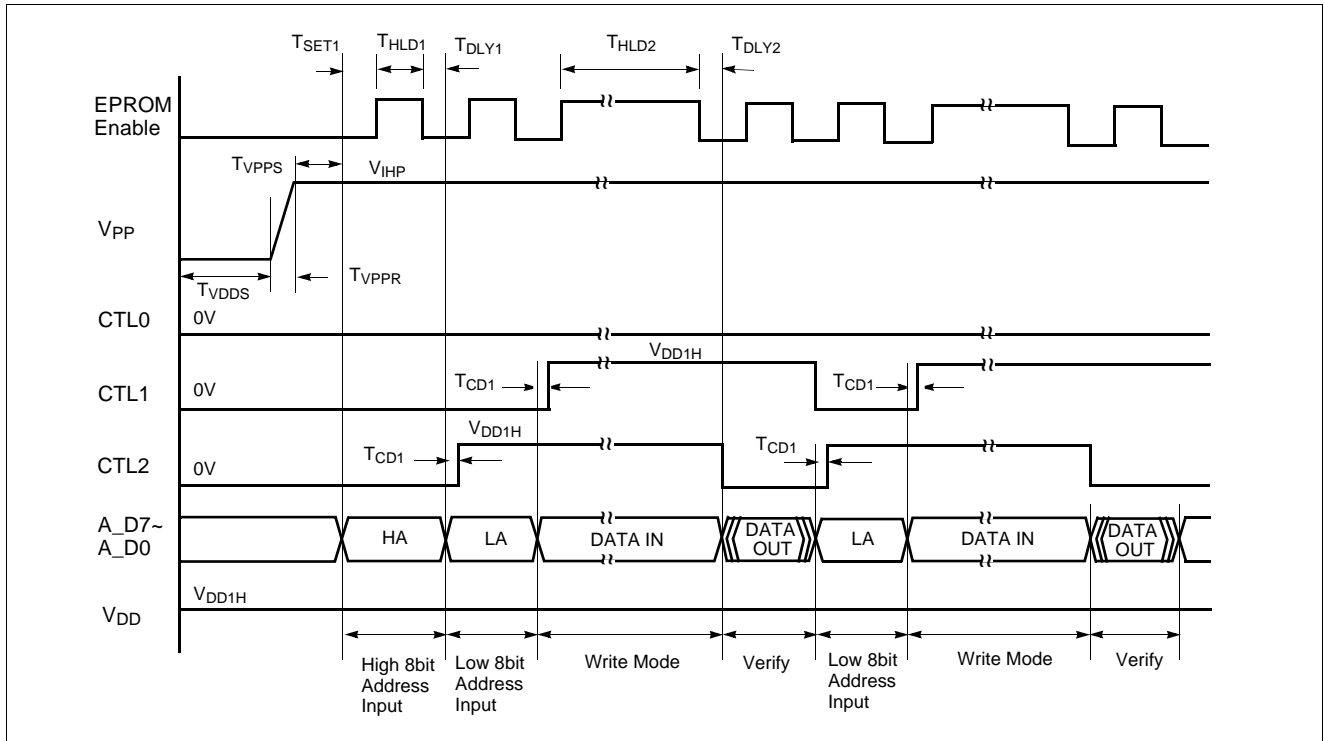 TSET1 THLD1 TDLY1 THLD2 TDLY2
EPROM
Enable
TVPPS VIHP
VPP
TVDDS TVPPR
CTL0 0V
VDD1H
CTL1 0V TCD1 TCD1
VDD1H
CTL2 0V TCD1 TCD1
A_D7~
A_D0
HA LA DATA IN DATA
OUT LA DATA IN DATA
OUT
VDD1H
VDD
High 8bit
Address
Input
Low 8bit
Address
Input
Write Mode
Verify
Low 8bit
Address
Input
Write Mode
Verify